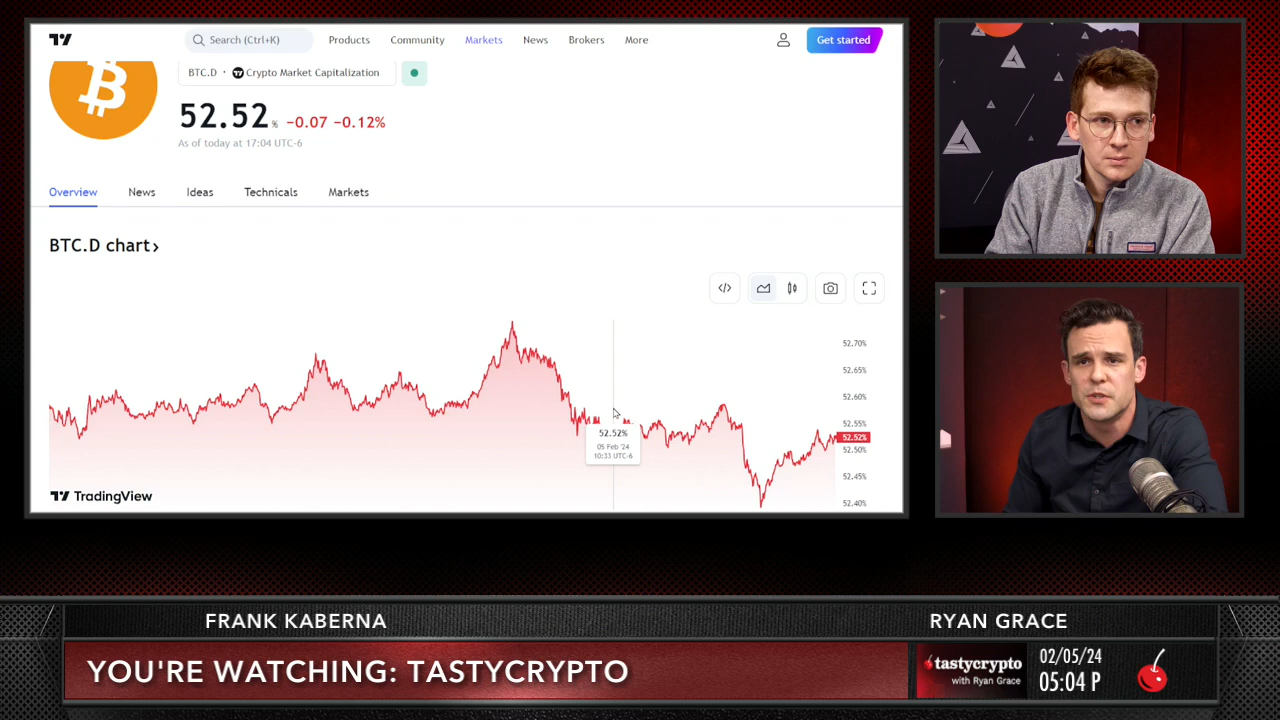 Search (Ctrl+K)
Products
Community
Markets
News
Brokers
More
Get started
BTC.D · Crypto Market Capitalization
52.52 % −0.07 −0.12%
As of today at 17:04 UTC-6
Overview
News
Ideas
Technicals
Markets
BTC.D chart›
52.70%
52.65%
52.60%
52.55%
52.52%
52.50%
52.45%
52.40%
52.52%
05 Feb '24
10:33 UTC-6
TradingView
FRANK KABERNA
RYAN GRACE
YOU'RE WATCHING: TASTYCRYPTO
tastycrypto
with Ryan Grace
02/05/24
05:04 P